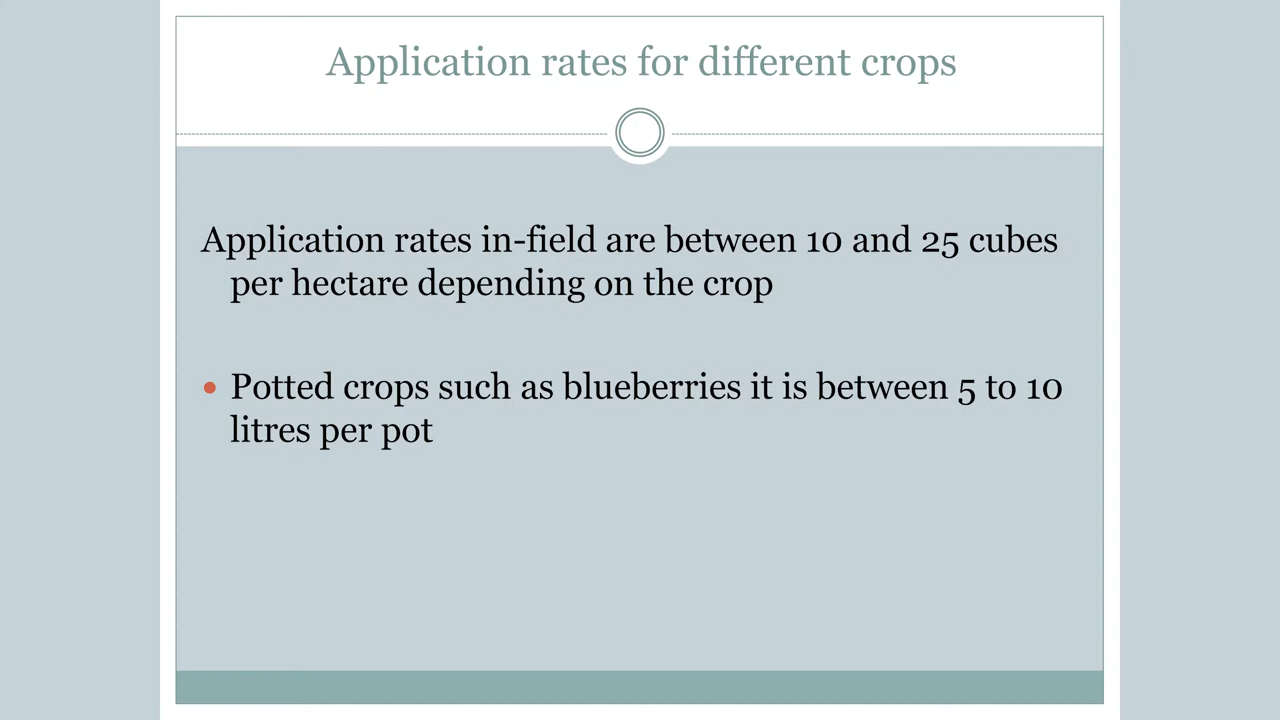 Application rates for different crops
Application rates in-field are between 10 and 25 cubes
per hectare depending on the crop
• Potted crops such as blueberries it is between 5 to 10
litres per pot